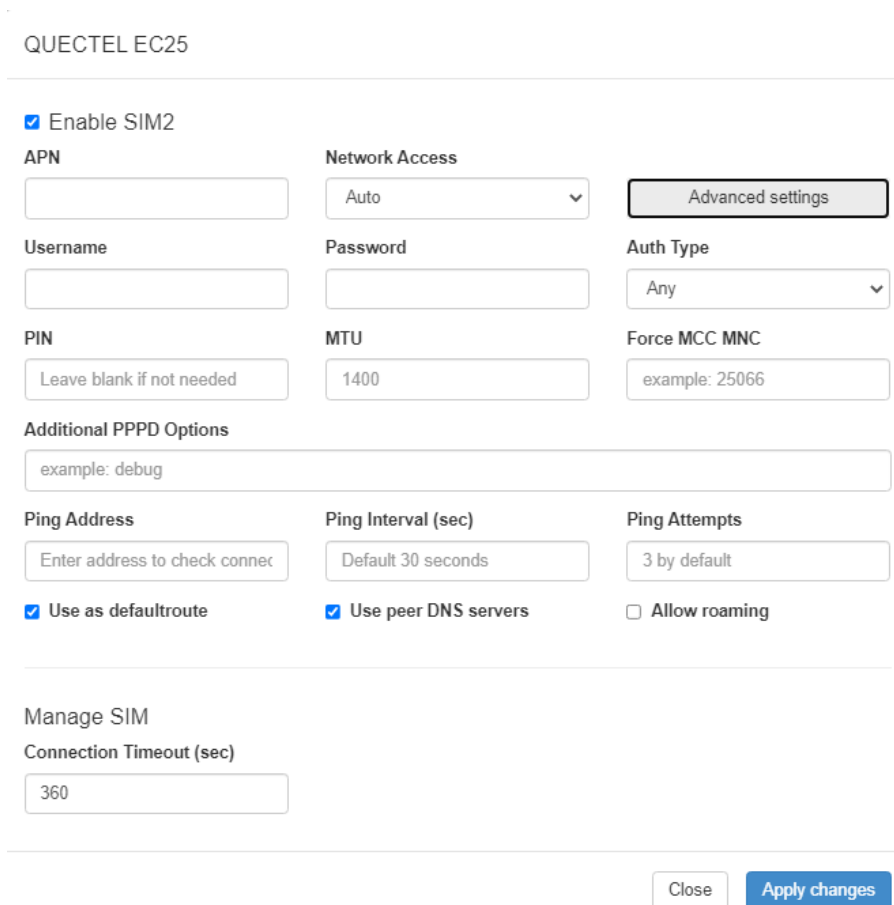 QUECTEL EC25
Enable SIM2
APN Network Access
Auto Advanced settings
Username Password Auth Type
Any
PIN MTU Force MCC MNC
Leave blank if not needed 1400 example: 25066
Additional PPPD Options
example: debug
Ping Address Ping Interval (sec) Ping Attempts
Enter address to check connec Default 30 seconds 3 by default
Use as defaultroute Use peer DNS servers Allow roaming
Manage SIM
Connection Timeout (sec)
360
Close Apply changes